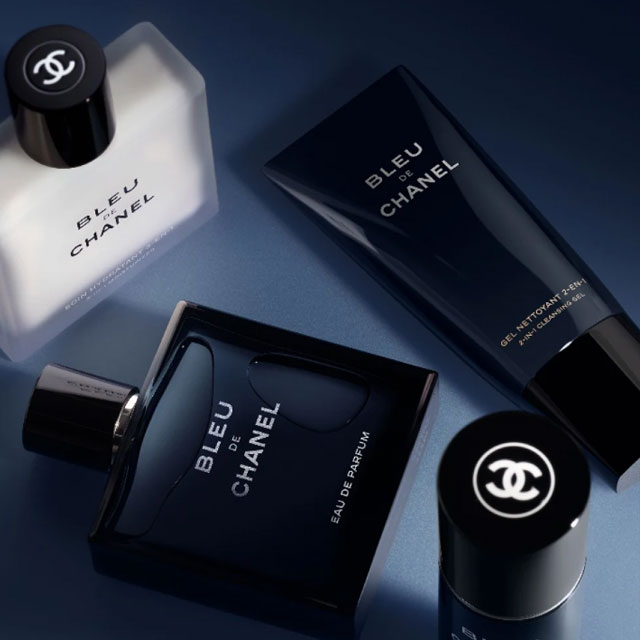 BLEU
DE
CHANEL
BLEU
DE
CHANEL
GEL NETTOYANT 2-EN-1
2-IN-1 CLEANSING GEL
BLEU
DE
CHANEL
EAU DE PARFUM